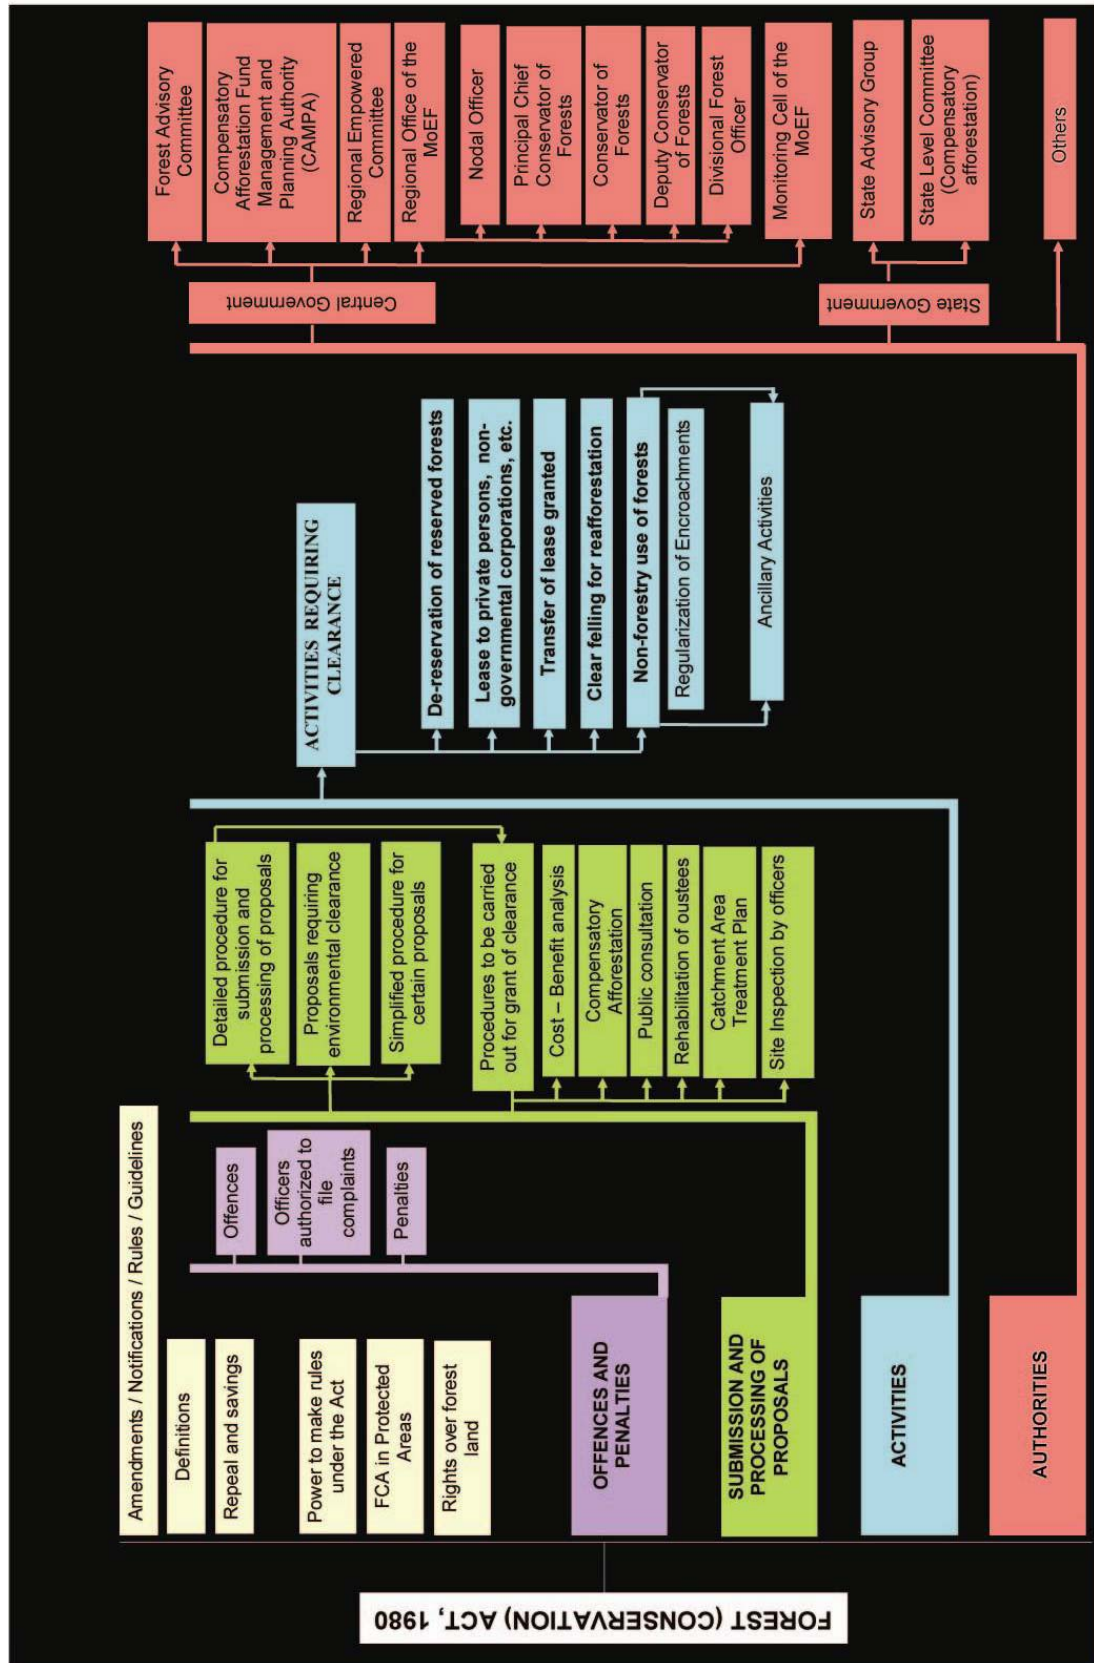 FOREST (CONSERVATION) ACT, 1980
Amendments / Notifications / Rules / Guidelines
Definitions
Repeal and savings
Power to make rules
under the Act
FCA in Protected
Areas
Rights over forest
land
OFFENCES AND
PENALTIES
Offences
Officers
authorized to
file
complaints
Penalties
SUBMISSION AND
PROCESSING OF
PROPOSALS
Detailed procedure for
submission and
processing of proposals
Proposals requiring
environmental clearance
Simplified procedure for
certain proposals
Procedures to be carried
out for grant of clearance
Cost – Benefit analysis
Compensatory
Afforestation
Public consultation
Rehabilitation of oustees
Catchment Area
Treatment Plan
Site Inspection by officers
ACTIVITIES
ACTIVITIES REQUIRING
CLEARANCE
De-reservation of reserved forests
Lease to private persons, non-
governmental corporations, etc.
Transfer of lease granted
Clear felling for reafforestation
Non-forestry use of forests
Regularization of Encroachments
Ancillary Activities
AUTHORITIES
Central Government
Forest Advisory
Committee
Compensatory
Afforestation Fund
Management and
Planning Authority
(CAMPA)
Regional Empowered
Committee
Regional Office of the
MoEF
Nodal Officer
Principal Chief
Conservator of
Forests
Conservator of
Forests
Deputy Conservator
of Forests
Divisional Forest
Officer
Monitoring Cell of the
MoEF
State Government
State Advisory Group
State Level Committee
(Compensatory
afforestation)
Others